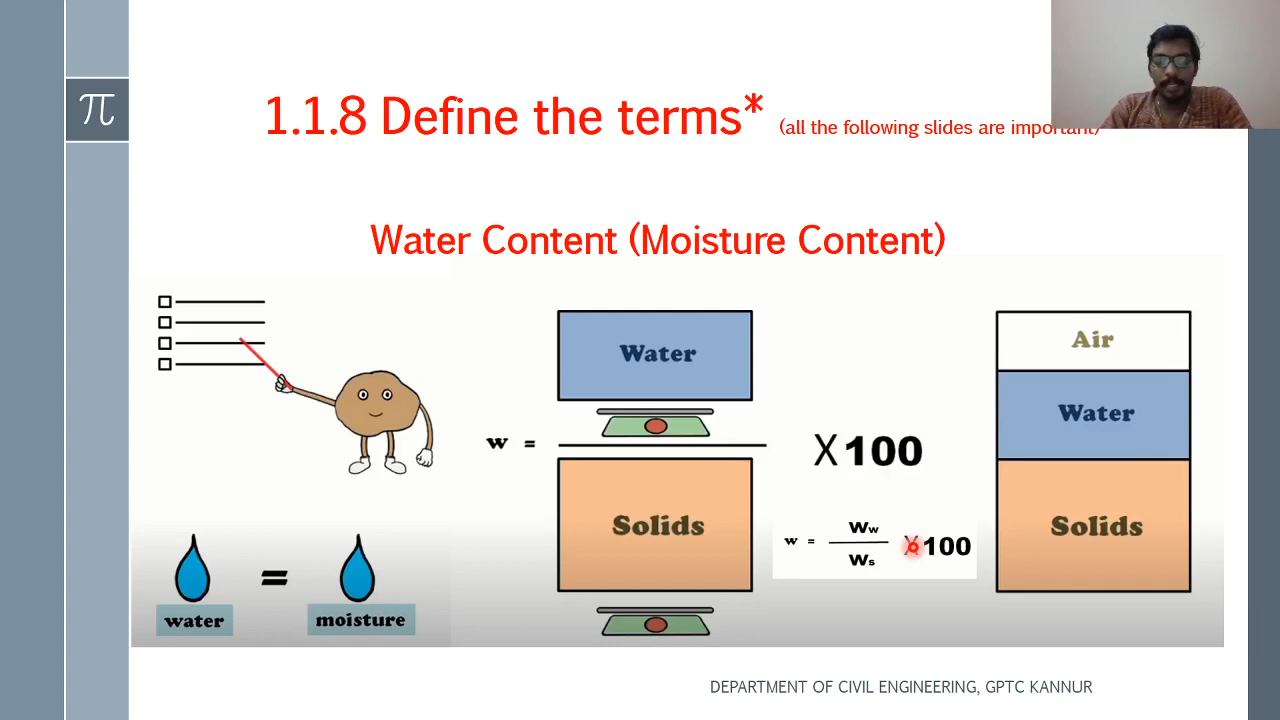 π
1.1.8 Define the terms* (all the following slides are important)
Water Content (Moisture Content)
Water
w =
Solids
X 100
w = Ww / Ws X 100
Air
Water
Solids
water = moisture
DEPARTMENT OF CIVIL ENGINEERING, GPTC KANNUR